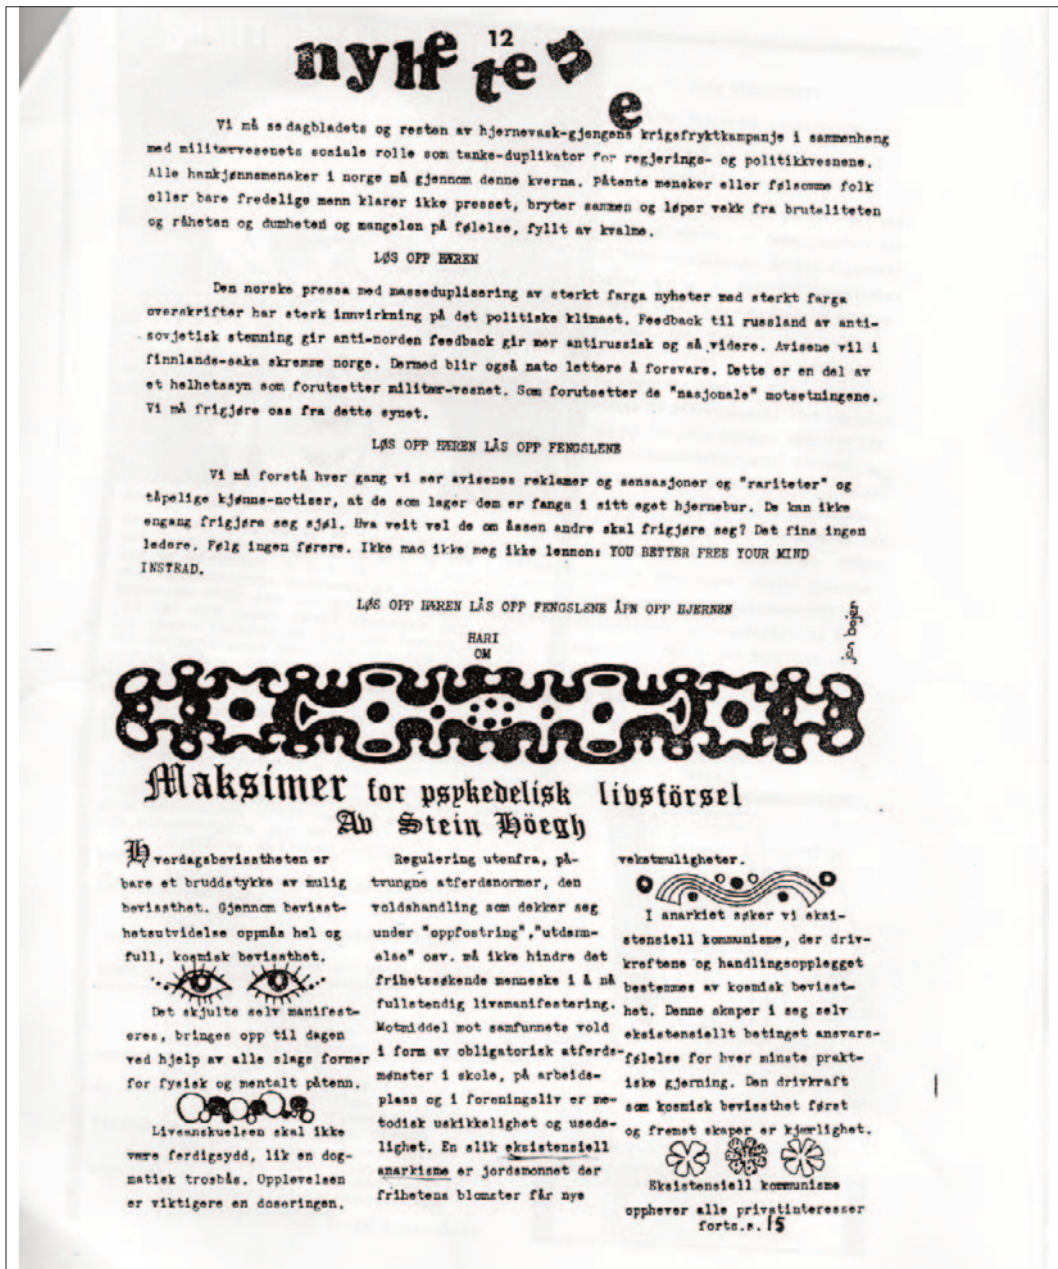 12
nyhetene
Vi må se dagbladets og resten av hjernevask-gjengens krigsfryktkampanje i sammenheng
med militærvesenets sosiale rolle som tanke-duplikator for regjerings- og politikkvesnene.
Alle hankjønnsmensker i norge må gjennom denne kverna. Påtente mensker eller følsomme folk
eller bare fredelige menn klarer ikke presset, bryter sammen og løper vekk fra brutaliteten
og råheten og dumheten og mangelen på følelse, fyllt av kvalme.
LØS OPP HÆREN
Den norske pressa med masseduplisering av sterkt farga nyheter med sterkt farga
overskrifter har sterk innvirkning på det politiske klimaet. Feedback til russland av anti-
sovjetisk stemning gir anti-norden feedback gir mer antirussisk og så videre. Avisene vil i
finnlands-saka skremme norge. Dermed blir også nato lettere å forsvare. Dette er en del av
et helhetssyn som forutsetter militær-vesnet. Som forutsetter de "nasjonale" motsetningene.
Vi må frigjøre oss fra dette synet.
LØS OPP HÆREN LÅS OPP FENGSLENE
Vi må forstå hver gang vi ser avisenes reklamer og sensasjoner og "rariteter" og
tåpelige kjønns-notiser, at de som lager dem er fanga i sitt eget hjernebur. De kan ikke
engang frigjøre seg sjøl. Hva veit vel de om åssen andre skal frigjøre seg? Det fins ingen
ledere. Følg ingen førere. Ikke mao ikke meg ikke lennon: YOU BETTER FREE YOUR MIND
INSTEAD.
LØS OPP HÆREN LÅS OPP FENGSLENE ÅPN OPP HJERNEN
HARI
OM
jan bojer
Maksimer for psykedelisk livsförsel
Av Stein Höegh
Hverdagsbevisstheten er
bare et bruddstykke av mulig
bevissthet. Gjennom bevisst-
hetsutvidelse oppnås hel og
full, kosmisk bevissthet.
Det skjulte selv manifest-
eres, bringes opp til dagen
ved hjelp av alle slags former
for fysisk og mentalt påtenn.
Livsanskuelsen skal ikke
være ferdigsydd, lik en dog-
matisk trosbås. Opplevelsen
er viktigere en doseringen.
Regulering utenfra, på-
tvungne atferdsnormer, den
voldshandling som dekker seg
under "oppfostring","utdann-
else" osv. må ikke hindre det
frihetssøkende menneske i å nå
fullstendig livsmanifestering.
Motmiddel mot samfunnets vold
i form av obligatorisk atferds-
mønster i skole, på arbeids-
plass og i foreningsliv er me-
todisk uskikkelighet og useds-
lighet. En slik eksistensiell
anarkisme er jordsmonnet der
frihetens blomster får nye
vekstmuligheter.
I anarkiet søker vi eksi-
stensiell kommunisme, der driv-
kreftene og handlingsopplegget
bestemmes av kosmisk bevisst-
het. Denne skaper i seg selv
eksistensiellt betinget ansvars-
følelse for hver minste prakt-
iske gjerning. Den drivkraft
som kosmisk bevissthet først
og fremst skaper er kjærlighet.
Eksistensiell kommunisme
opphever alle privatinteresser
forts.s. 15